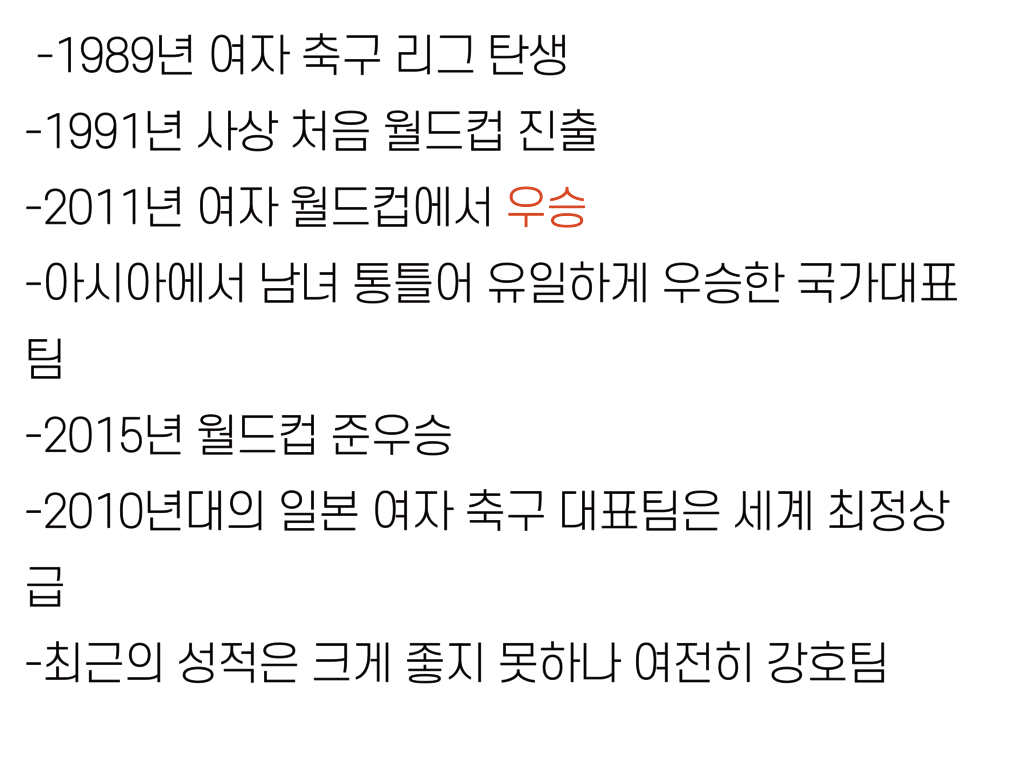 -1989년 여자 축구 리그 탄생
-1991년 사상 처음 월드컵 진출
-2011년 여자 월드컵에서 우승
-아시아에서 남녀 통틀어 유일하게 우승한 국가대표
팀
-2015년 월드컵 준우승
-2010년대의 일본 여자 축구 대표팀은 세계 최정상
급
-최근의 성적은 크게 좋지 못하나 여전히 강호팀